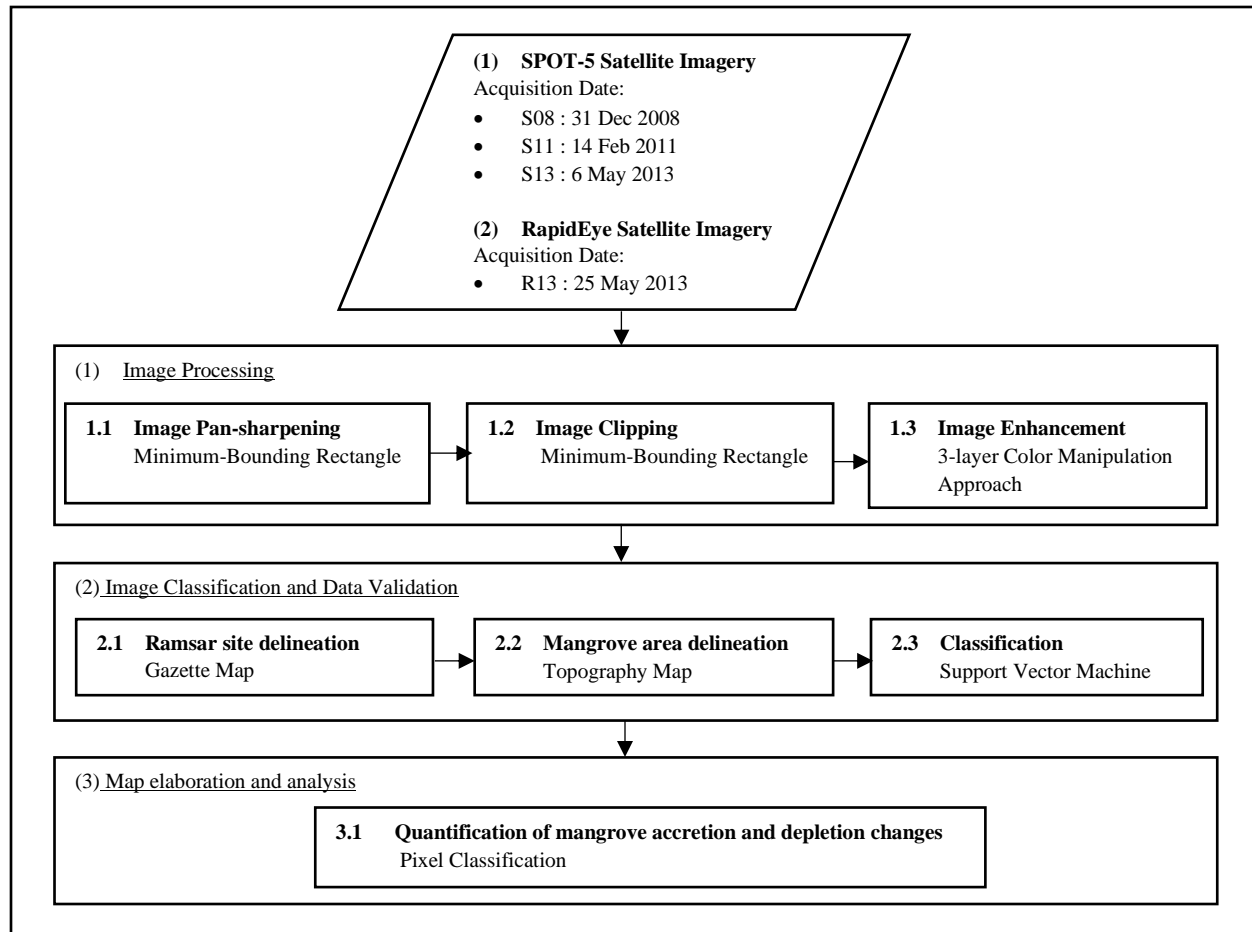 (1) SPOT-5 Satellite Imagery
Acquisition Date:
• S08 : 31 Dec 2008
• S11 : 14 Feb 2011
• S13 : 6 May 2013
(2) RapidEye Satellite Imagery
Acquisition Date:
• R13 : 25 May 2013
(1) Image Processing
1.1 Image Pan-sharpening
Minimum-Bounding Rectangle
1.2 Image Clipping
Minimum-Bounding Rectangle
1.3 Image Enhancement
3-layer Color Manipulation
Approach
(2) Image Classification and Data Validation
2.1 Ramsar site delineation
Gazette Map
2.2 Mangrove area delineation
Topography Map
2.3 Classification
Support Vector Machine
(3) Map elaboration and analysis
3.1 Quantification of mangrove accretion and depletion changes
Pixel Classification